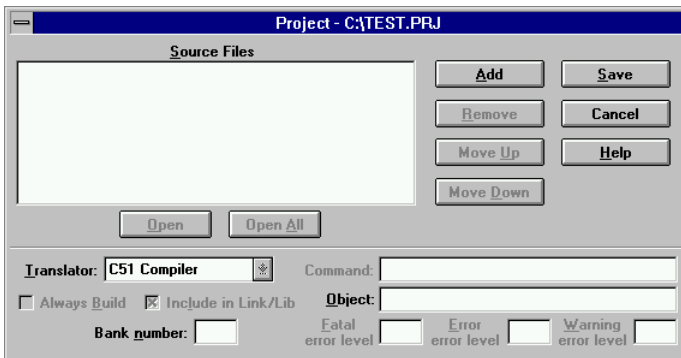 Project - C:\TEST.PRJ
Source Files
Add
Save
Remove
Cancel
Move Up
Help
Move Down
Open
Open All
Translator: C51 Compiler
Command:
Always Build
Include in Link/Lib
Object:
Bank number:
Fatal
error level
Error
error level
Warning
error level